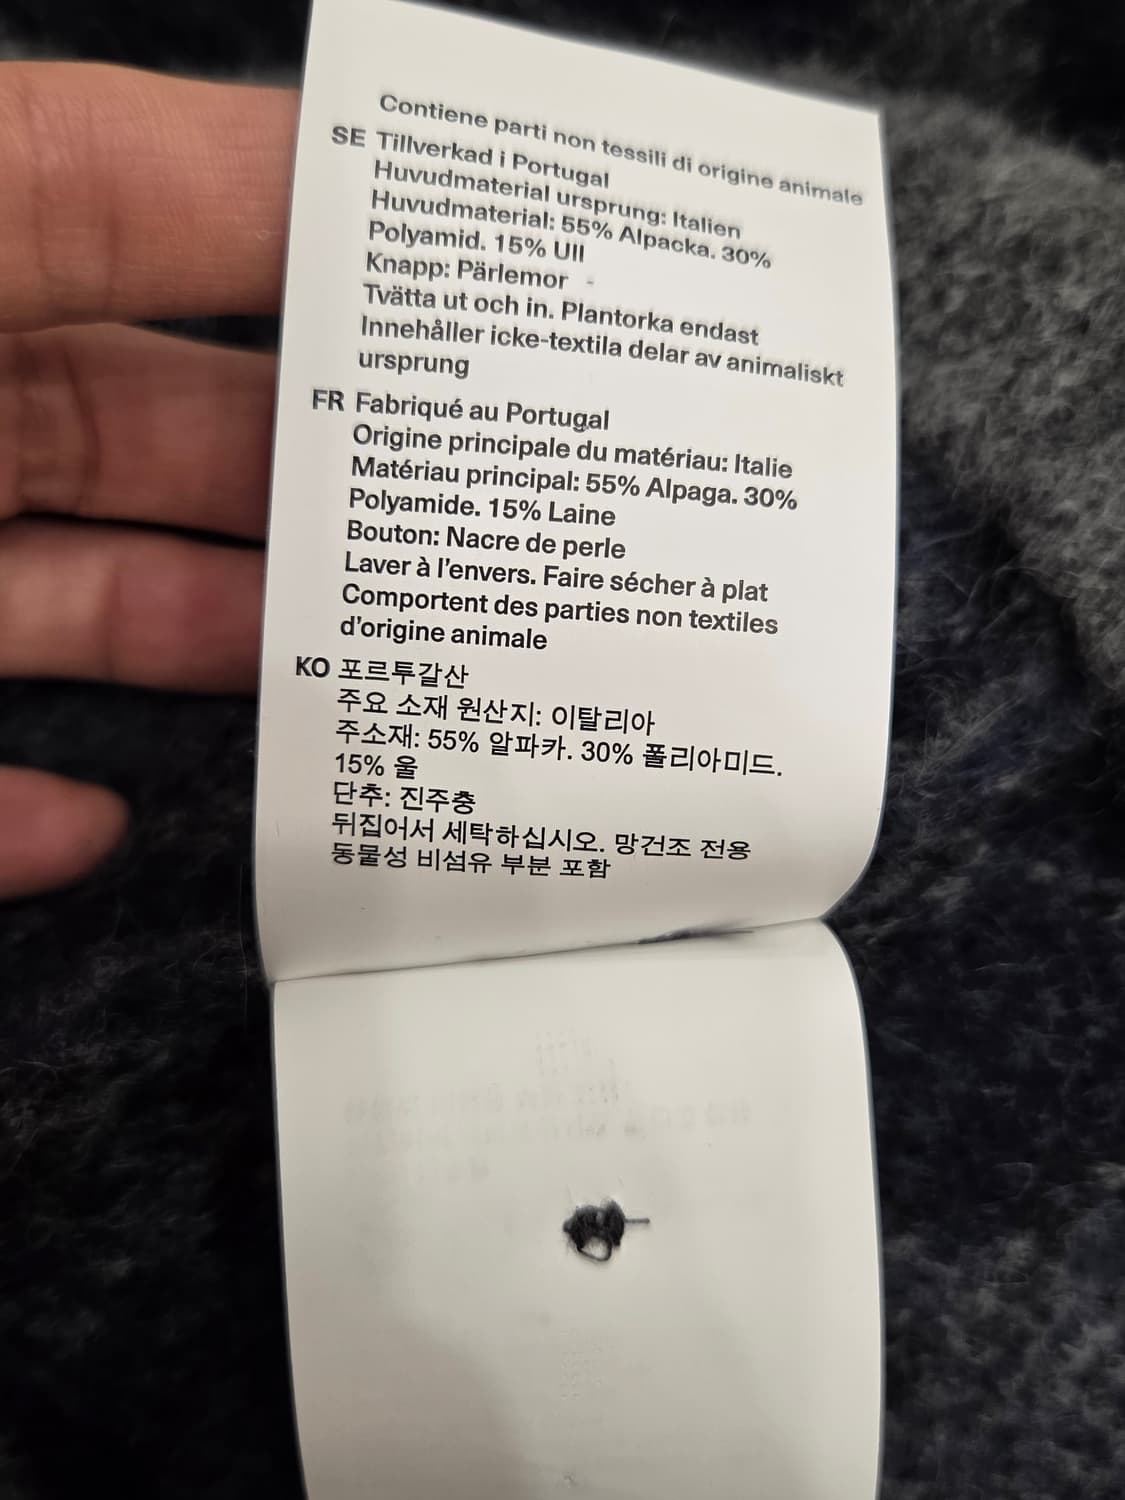 Contiene parti non tessili di origine animale
SE Tillverkad i Portugal
Huvudmaterial ursprung: Italien
Huvudmaterial: 55% Alpacka. 30%
Polyamid. 15% Ull
Knapp: Pärlemor
Tvätta ut och in. Plantorka endast
Innehåller icke-textila delar av animaliskt
ursprung
FR Fabriqué au Portugal
Origine principale du matériau: Italie
Matériau principal: 55% Alpaga. 30%
Polyamide. 15% Laine
Bouton: Nacre de perle
Laver à l’envers. Faire sécher à plat
Comportent des parties non textiles
d’origine animale
KO 포르투갈산
주요 소재 원산지: 이탈리아
주소재: 55% 알파카. 30% 폴리아미드.
15% 울
단추: 진주층
뒤집어서 세탁하십시오. 망건조 전용
동물성 비섬유 부분 포함